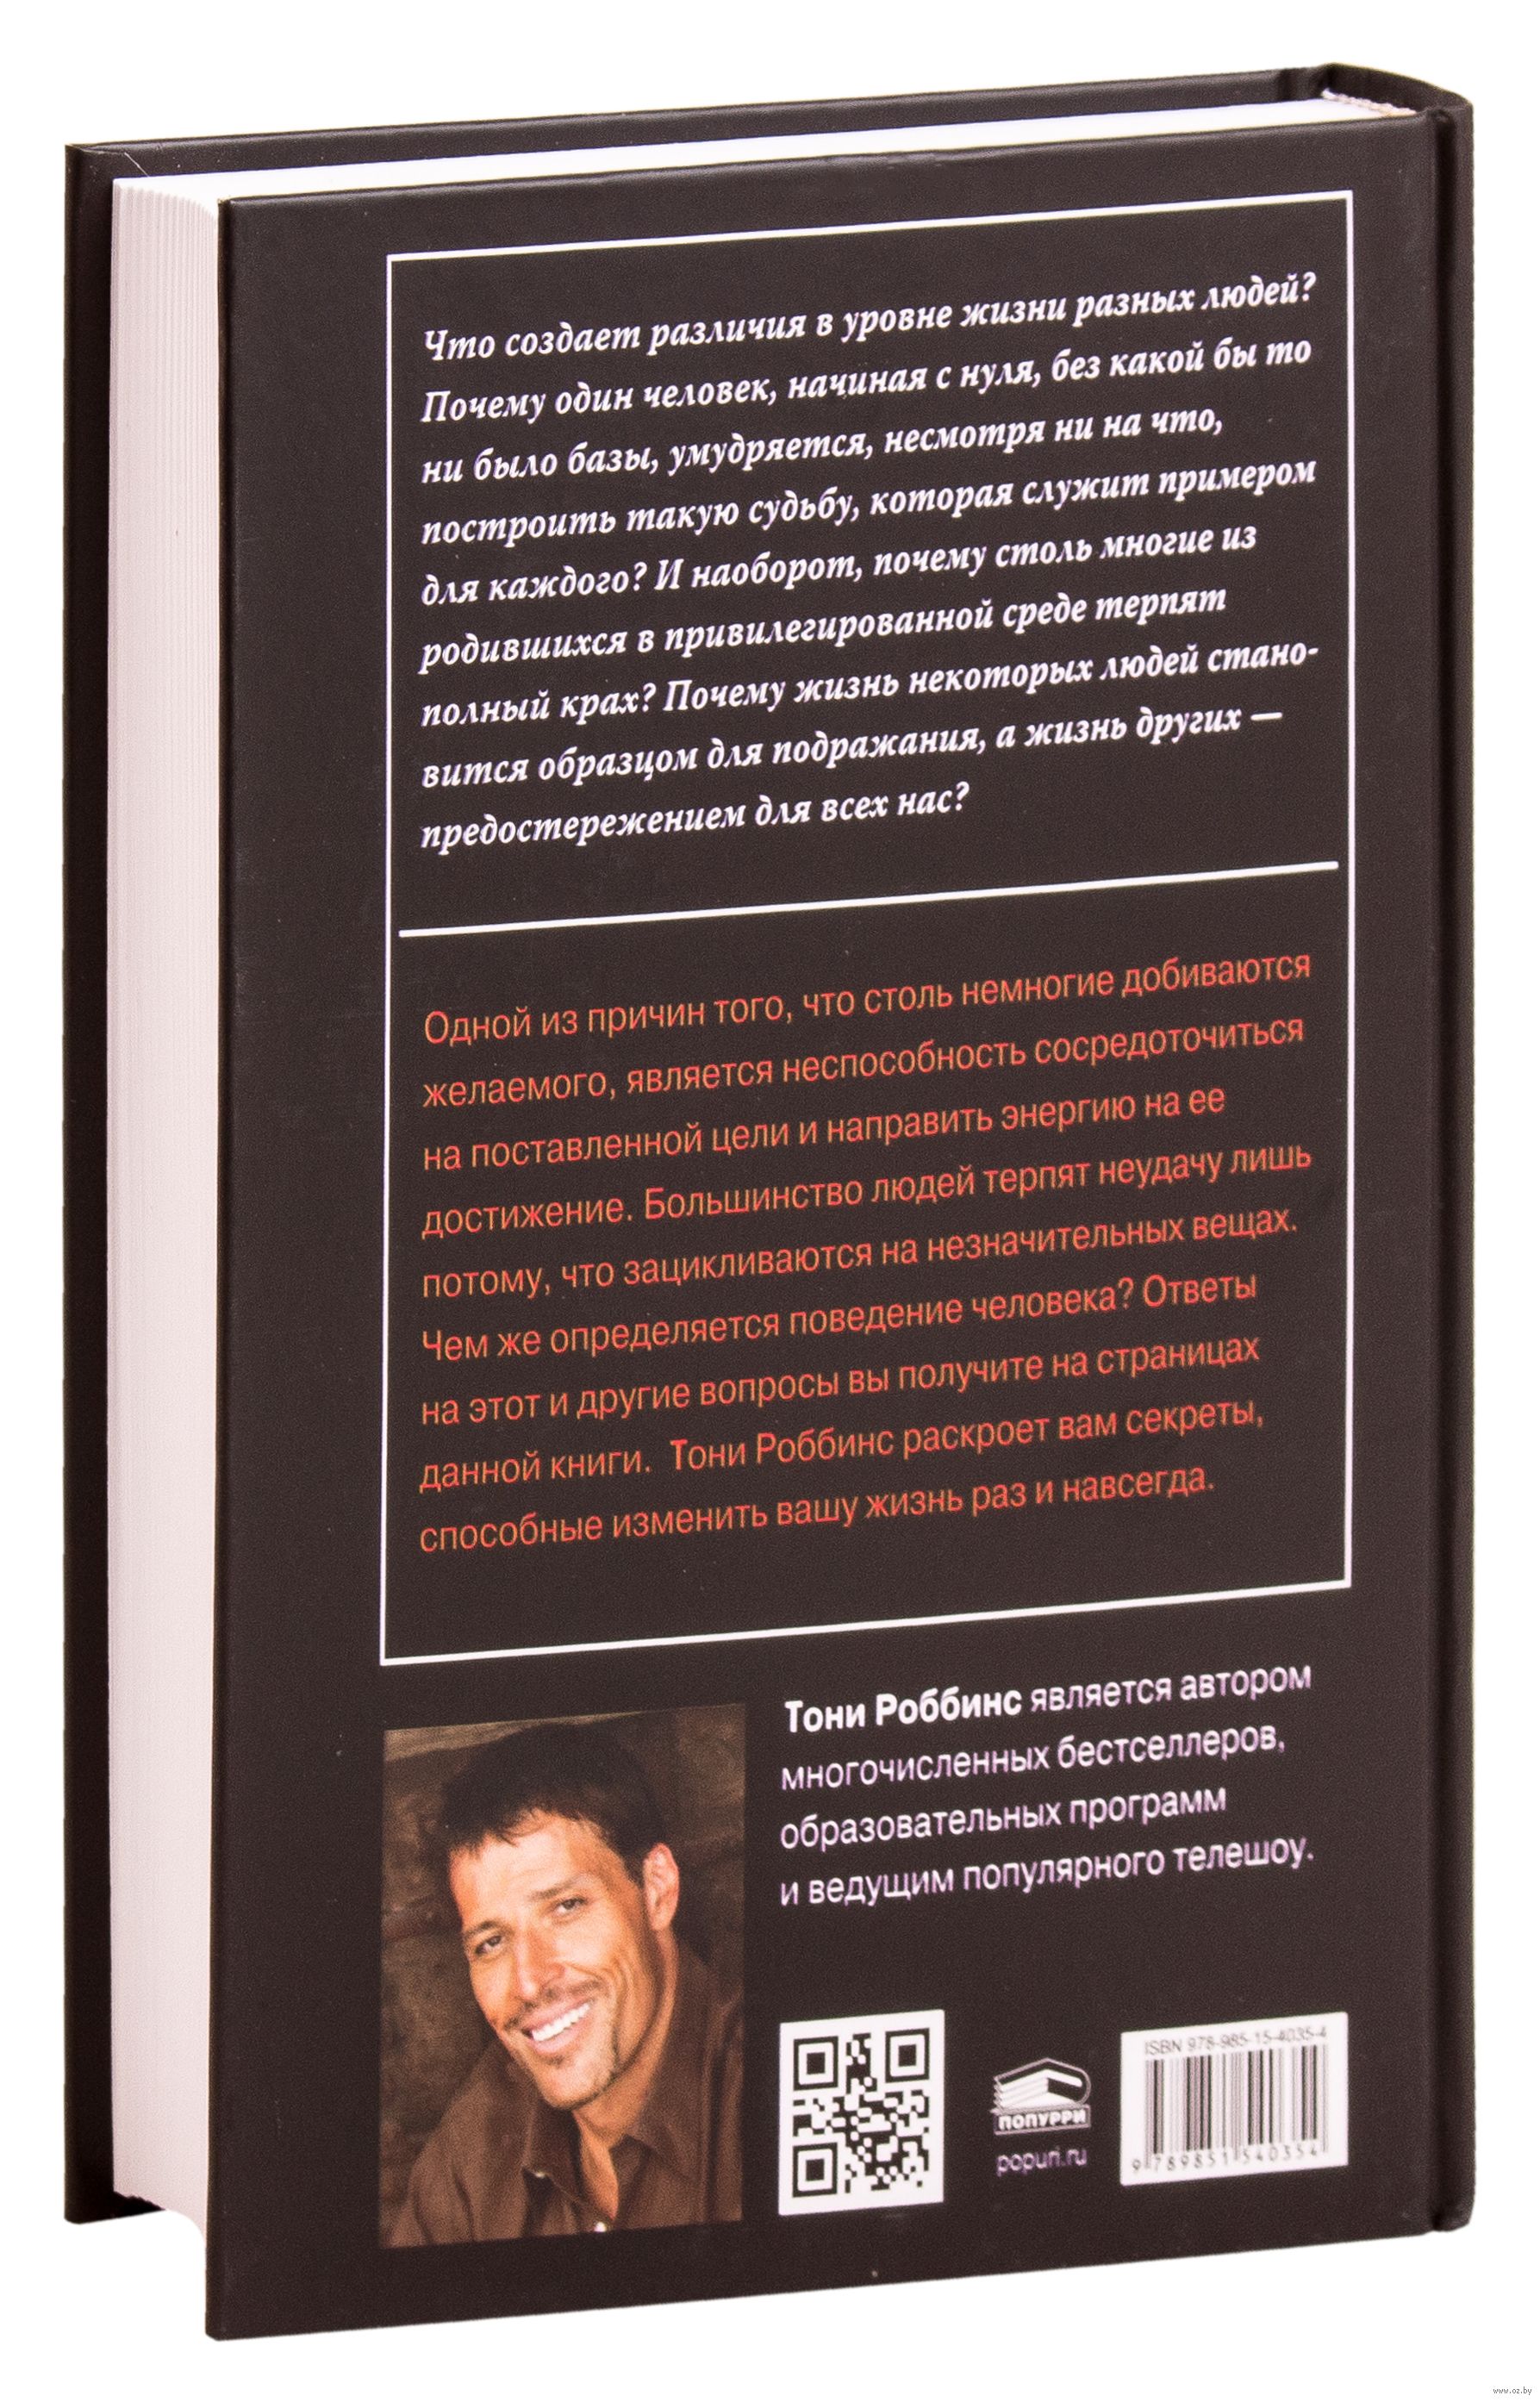 Что создает различия в уровне жизни разных людей?
Почему один человек, начиная с нуля, без какой бы то
ни было базы, умудряется, несмотря ни на что,
построить такую судьбу, которая служит примером
для каждого? И наоборот, почему столь многие из
родившихся в привилегированной среде терпят
полный крах? Почему жизнь некоторых людей стано-
вится образцом для подражания, а жизнь других —
предостережением для всех нас?
Одной из причин того, что столь немногие добиваются
желаемого, является неспособность сосредоточиться
на поставленной цели и направить энергию на ее
достижение. Большинство людей терпят неудачу лишь
потому, что зацикливаются на незначительных вещах.
Чем же определяется поведение человека? Ответы
на этот и другие вопросы вы получите на страницах
данной книги. Тони Роббинс раскроет вам секреты,
способные изменить вашу жизнь раз и навсегда.
Тони Роббинс является автором
многочисленных бестселлеров,
образовательных программ
и ведущим популярного телешоу.
ПОПУРРИ
popuri.ru
ISBN 978-985-15-4035-4
9 789851 540354
www.oz.by